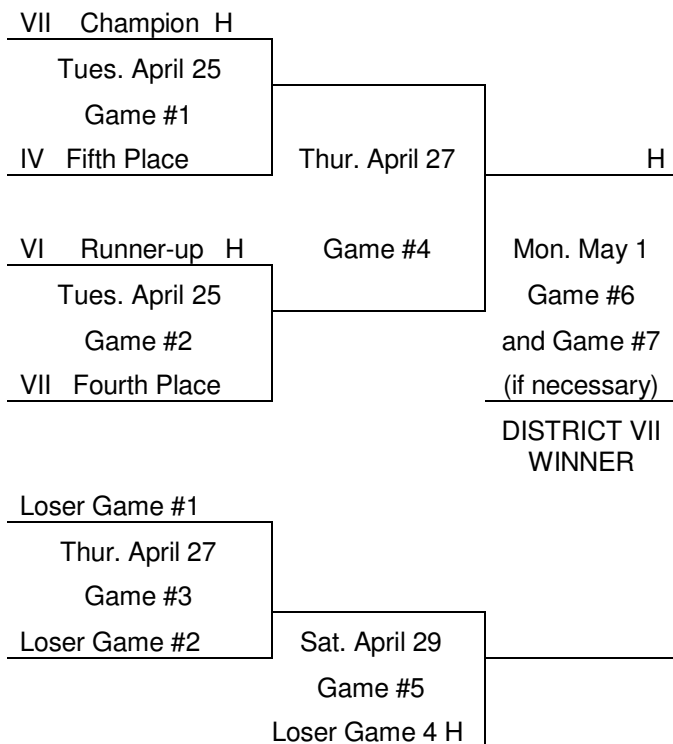 VII Champion H
Tues. April 25
Game #1
IV Fifth Place
Thur. April 27
H
VI Runner-up H
Game #4
Mon. May 1
Tues. April 25
Game #6
Game #2
and Game #7
VII Fourth Place
(if necessary)
DISTRICT VII
WINNER
Loser Game #1
Thur. April 27
Game #3
Loser Game #2
Sat. April 29
Game #5
Loser Game 4 H